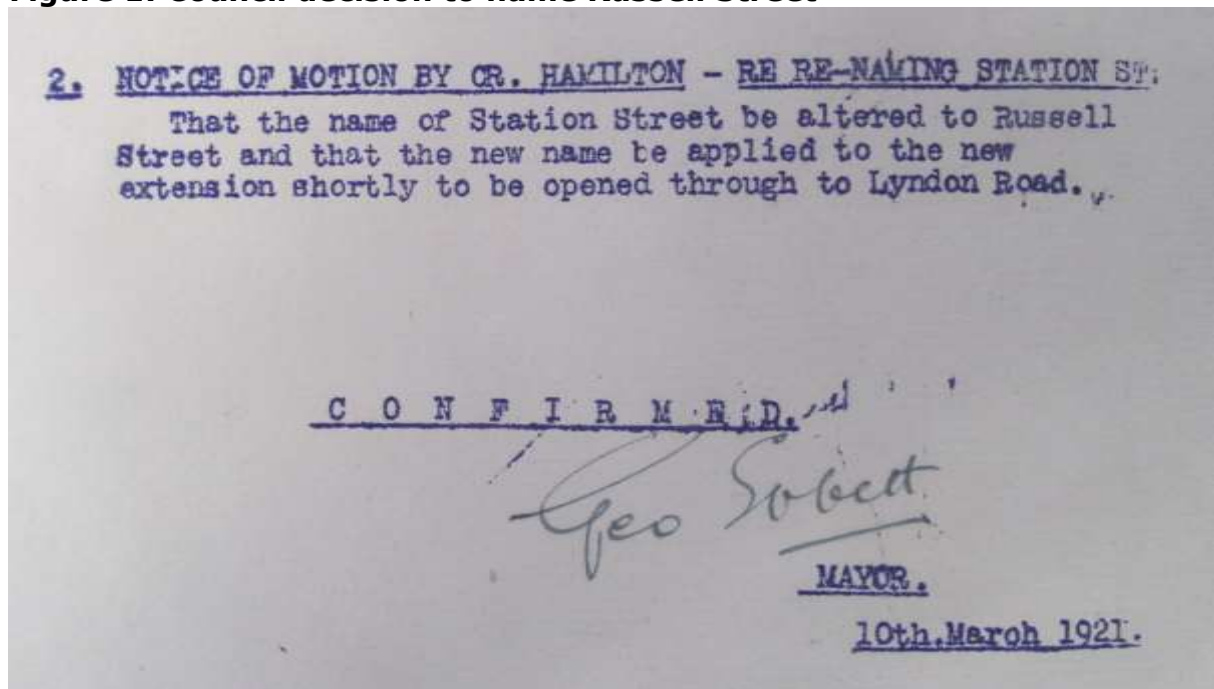 2. NOTICE OF MOTION BY CR. HAMILTON - RE RE-NAMING STATION ST.
That the name of Station Street be altered to Russell
Street and that the new name be applied to the new
extension shortly to be opened through to Lyndon Road.
CONFIRMED.
Geo
MAYOR.
10th.March 1921.